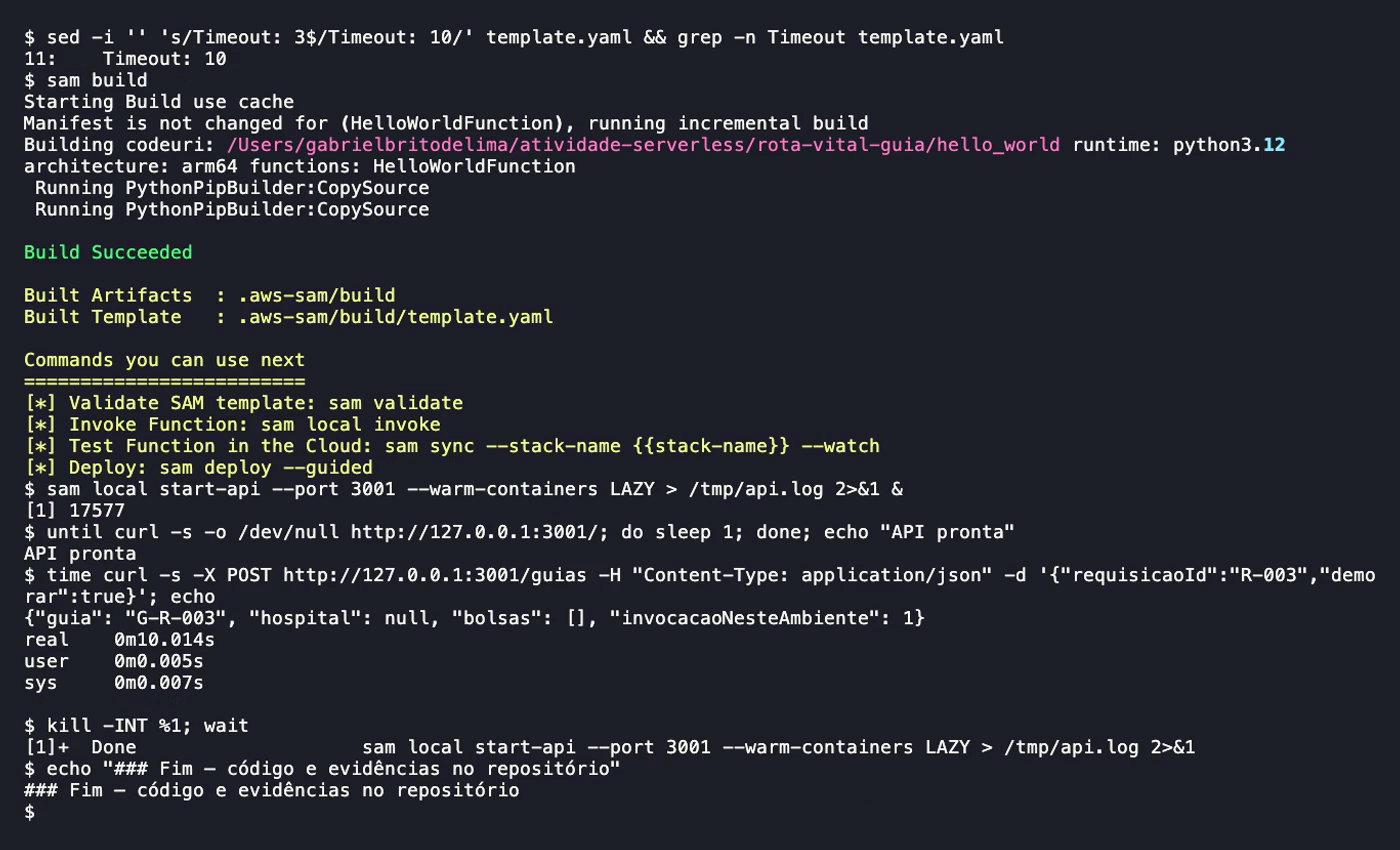 $ sed -i '' 's/Timeout: 3$/Timeout: 10/' template.yaml && grep -n Timeout template.yaml
11:    Timeout: 10
$ sam build
Starting Build use cache
Manifest is not changed for (HelloWorldFunction), running incremental build
Building codeuri: /Users/gabrielbritodelima/atividade-serverless/rota-vital-guia/hello_world runtime: python3.12
architecture: arm64 functions: HelloWorldFunction
 Running PythonPipBuilder:CopySource
 Running PythonPipBuilder:CopySource

Build Succeeded

Built Artifacts  : .aws-sam/build
Built Template   : .aws-sam/build/template.yaml

Commands you can use next
=========================
[*] Validate SAM template: sam validate
[*] Invoke Function: sam local invoke
[*] Test Function in the Cloud: sam sync --stack-name {{stack-name}} --watch
[*] Deploy: sam deploy --guided
$ sam local start-api --port 3001 --warm-containers LAZY > /tmp/api.log 2>&1 &
[1] 17577
$ until curl -s -o /dev/null http://127.0.0.1:3001/; do sleep 1; done; echo "API pronta"
API pronta
$ time curl -s -X POST http://127.0.0.1:3001/guias -H "Content-Type: application/json" -d '{"requisicaoId":"R-003","demo
rar":true}'; echo
{"guia": "G-R-003", "hospital": null, "bolsas": [], "invocacaoNesteAmbiente": 1}
real    0m10.014s
user    0m0.005s
sys     0m0.007s

$ kill -INT %1; wait
[1]+  Done                    sam local start-api --port 3001 --warm-containers LAZY > /tmp/api.log 2>&1
$ echo "### Fim — código e evidências no repositório"
### Fim — código e evidências no repositório
$